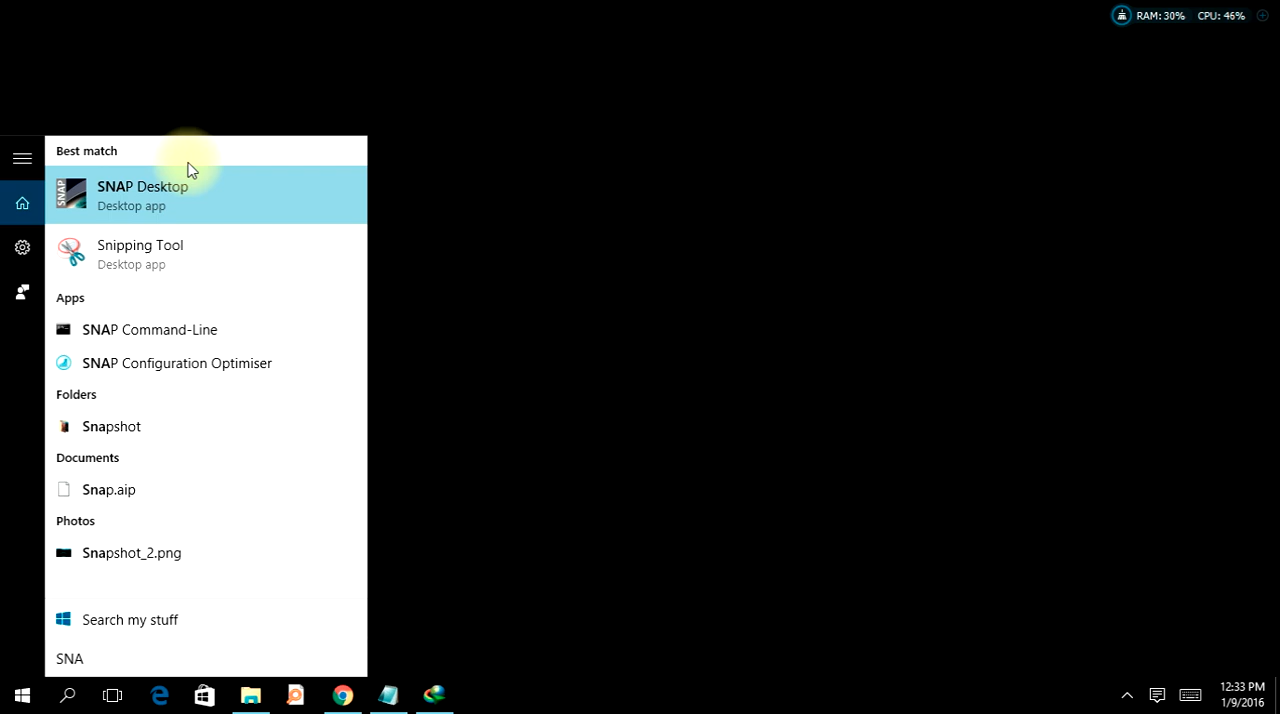 RAM: 30% CPU: 46%
Best match
SNAP
SNAP Desktop
Desktop app
Snipping Tool
Desktop app
Apps
SNAP Command-Line
SNAP Configuration Optimiser
Folders
Snapshot
Documents
Snap.aip
Photos
Snapshot_2.png
Search my stuff
SNA
12:33 PM
1/9/2016